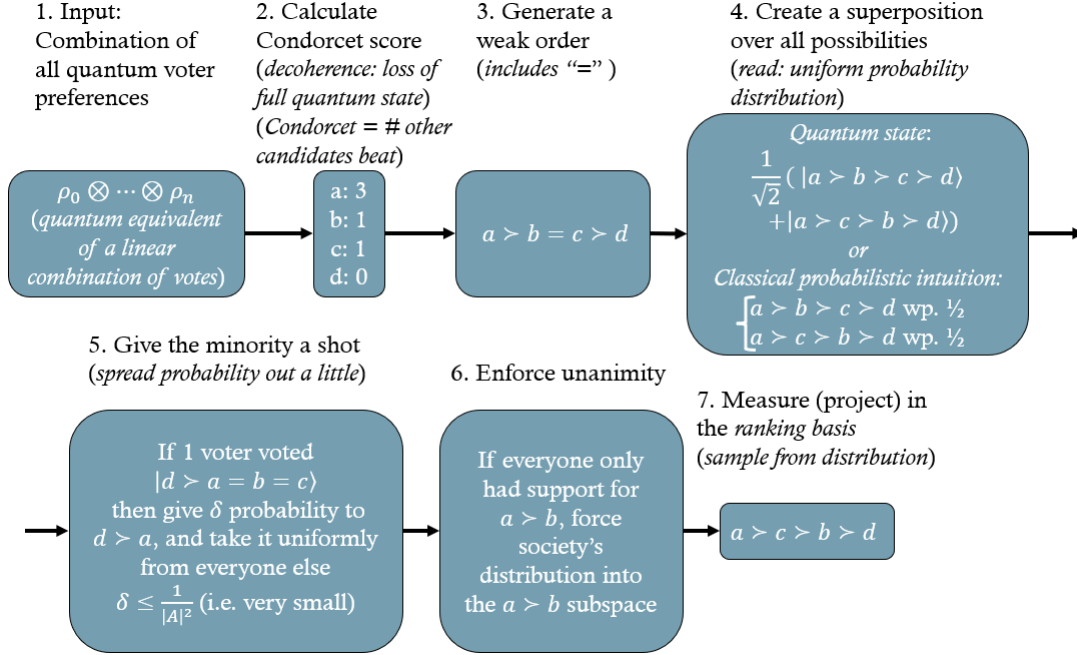 1. Input:
Combination of
all quantum voter
preferences
2. Calculate
Condorcet score
(decoherence: loss of
full quantum state)
(Condorcet = # other
candidates beat)
3. Generate a
weak order
(includes “=” )
4. Create a superposition
over all possibilities
(read: uniform probability
distribution)
ρ₀ ⊗ ⋯ ⊗ ρₙ
(quantum equivalent
of a linear
combination of votes)
a: 3
b: 1
c: 1
d: 0
a ≻ b = c ≻ d
Quantum state:
1/√2 ( |a ≻ b ≻ c ≻ d⟩
+|a ≻ c ≻ b ≻ d⟩)
or
Classical probabilistic intuition:
a ≻ b ≻ c ≻ d wp. ½
a ≻ c ≻ b ≻ d wp. ½
5. Give the minority a shot
(spread probability out a little)
6. Enforce unanimity
7. Measure (project) in
the ranking basis
(sample from distribution)
If 1 voter voted
|d ≻ a = b = c⟩
then give δ probability to
d ≻ a, and take it uniformly
from everyone else
δ ≤ 1/|A|² (i.e. very small)
If everyone only
had support for
a ≻ b, force
society’s
distribution into
the a ≻ b subspace
a ≻ c ≻ b ≻ d